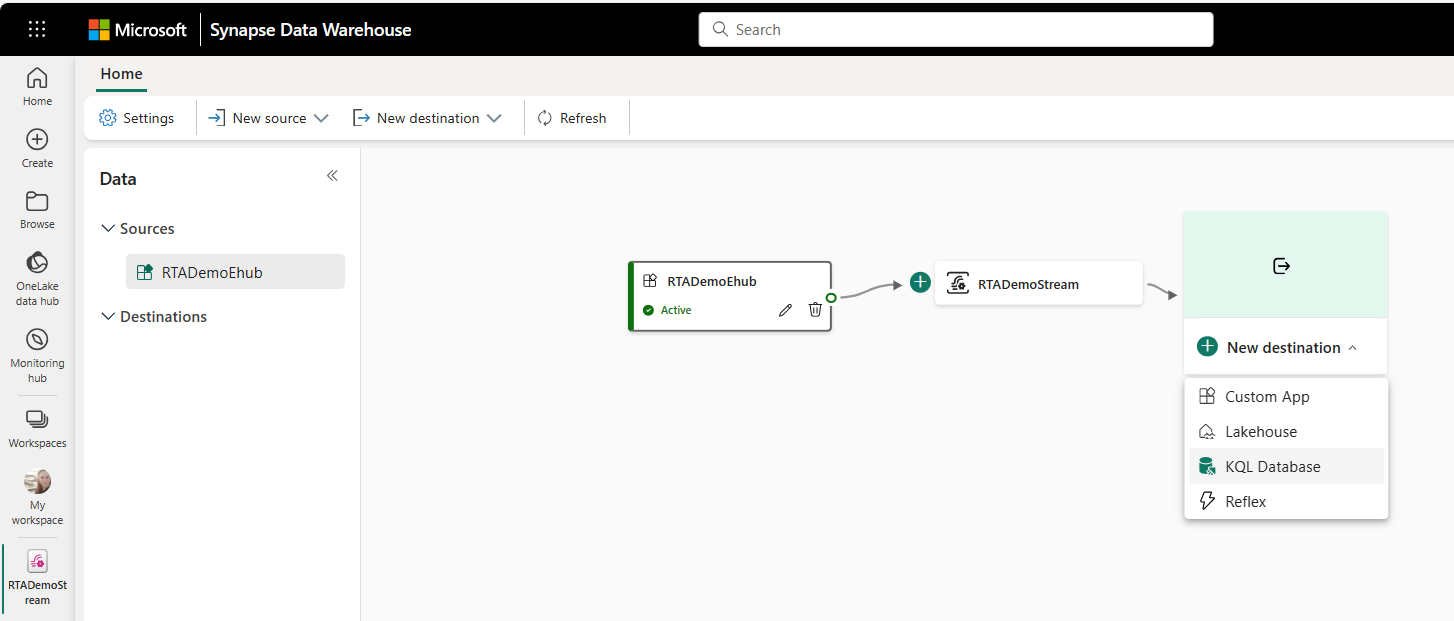 Microsoft
Synapse Data Warehouse
Search
Home
Create
Browse
OneLake
data hub
Monitoring
hub
Workspaces
My
workspace
RTADemoSt
ream
Home
Settings
New source
New destination
Refresh
Data
Sources
RTADemoEhub
Destinations
RTADemoEhub
Active
RTADemoStream
New destination
Custom App
Lakehouse
KQL Database
Reflex